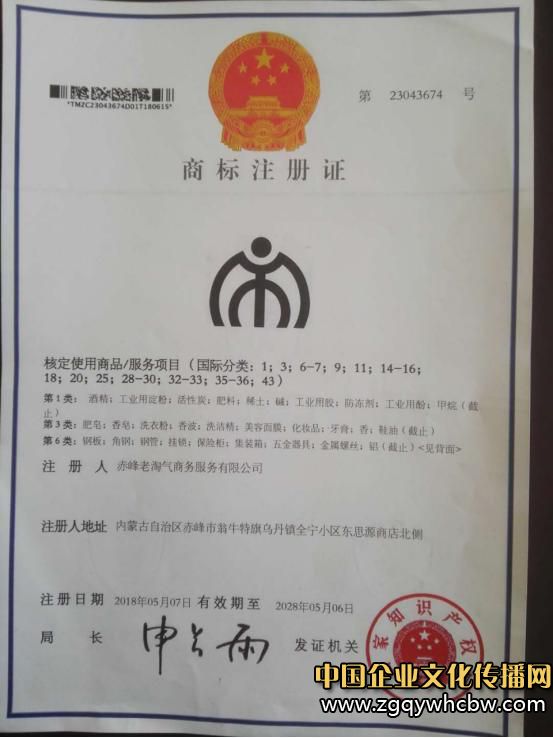 *TMZC23043674D01T180615*
第 23043674 号
商标注册证
核定使用商品/服务项目（国际分类：1；3；6-7；9；11；14-16；
18；20；25；28-30；32-33；35-36；43）
第1类： 酒精；工业用淀粉；活性炭；肥料；稀土；碱；工业用胶；防冻剂；工业用酚；甲烷（截
止）
第3类：肥皂；香皂；洗衣粉；香波；洗洁精；美容面膜；化妆品；牙膏；香；鞋油（截止）
第6类：钢板；角钢；钢管；挂锁；保险柜；集装箱；五金器具；金属螺丝；铝（截止）<见背面>
注 册 人 赤峰老淘气商务服务有限公司
注册人地址 内蒙古自治区赤峰市翁牛特旗乌丹镇全宁小区东思源商店北侧
注册日期 2018年05月07日 有效期至 2028年05月06日
局 长 申长雨 发证机关
国家知识产权局
中国企业文化传播网
www.zgqywhcbw.com